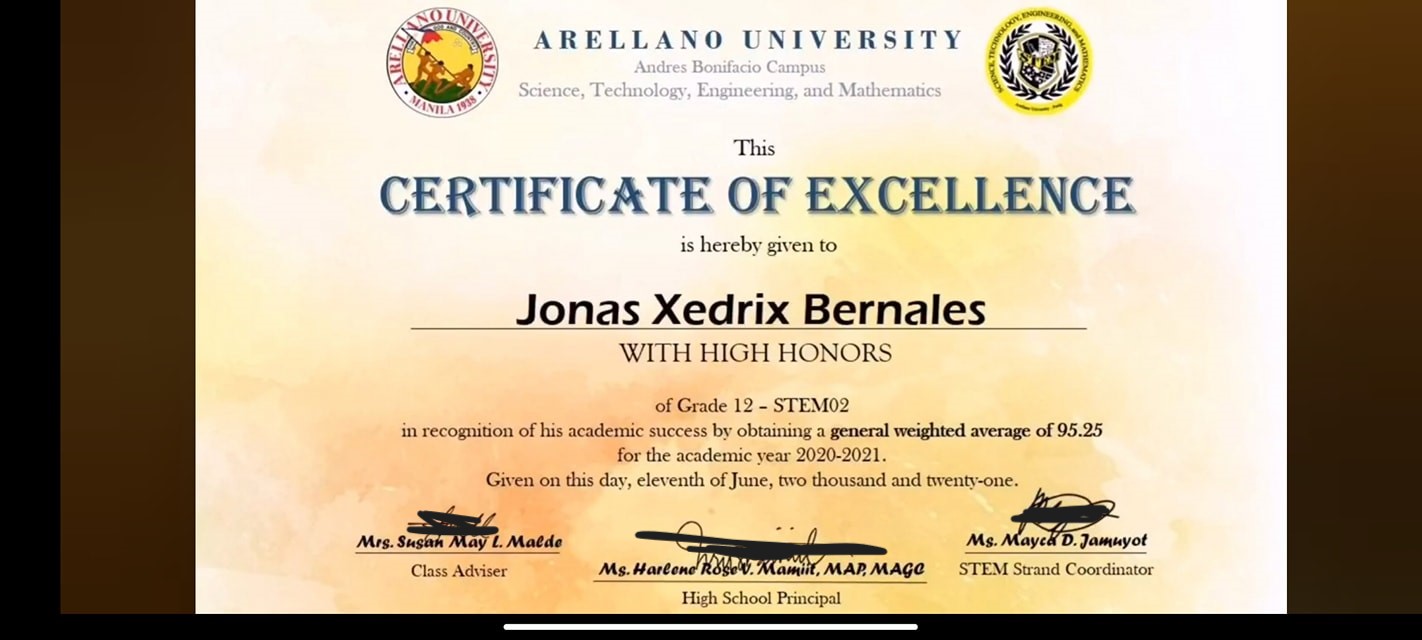 ARELLANO UNIVERSITY
Andres Bonifacio Campus
Science, Technology, Engineering, and Mathematics
ARELLANO UNIVERSITY
MANILA 1938
SCIENCE, TECHNOLOGY, ENGINEERING, and MATHEMATICS
This
CERTIFICATE OF EXCELLENCE
is hereby given to
Jonas Xedrix Bernales
WITH HIGH HONORS
of Grade 12 – STEM02
in recognition of his academic success by obtaining a general weighted average of 95.25
for the academic year 2020-2021.
Given on this day, eleventh of June, two thousand and twenty-one.
Mrs. Susan May L. Malde
Class Adviser
Ms. Harlene Rose V. Mamiit, MAP, MAGC
High School Principal
Ms. Mayca D. Jamuyot
STEM Strand Coordinator